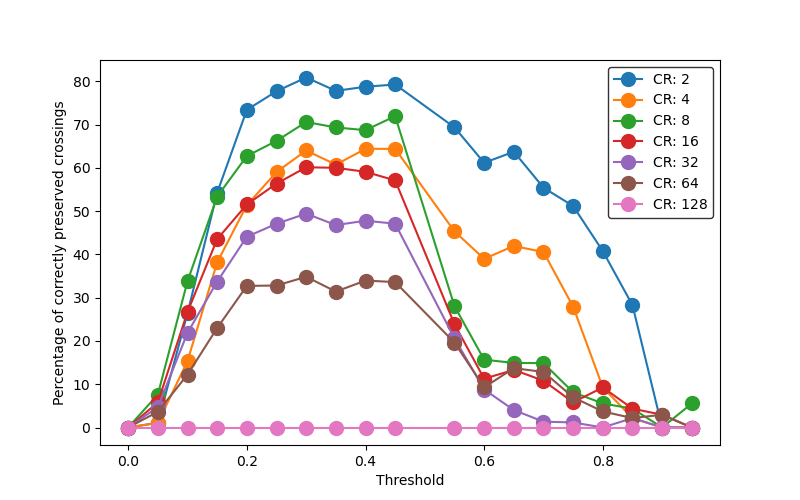 80
70
60
50
40
30
20
10
0
Percentage of correctly preserved crossings
0.0
0.2
0.4
0.6
0.8
Threshold
CR: 2
CR: 4
CR: 8
CR: 16
CR: 32
CR: 64
CR: 128